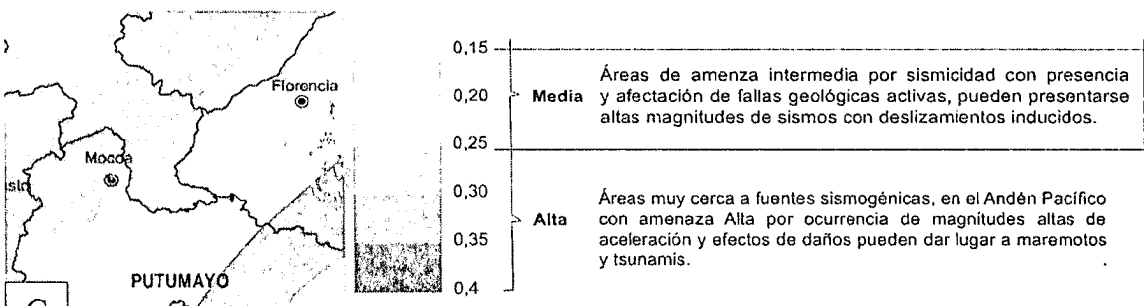 Florencia
Mocoa
PUTUMAYO
0,15
0,20
0,25
0,30
0,35
0,4
Media
Áreas de amenza intermedia por sismicidad con presencia
y afectación de fallas geológicas activas, pueden presentarse
altas magnitudes de sismos con deslizamientos inducidos.
Alta
Áreas muy cerca a fuentes sismogénicas, en el Andén Pacífico
con amenaza Alta por ocurrencia de magnitudes altas de
aceleración y efectos de daños pueden dar lugar a maremotos
y tsunamis.